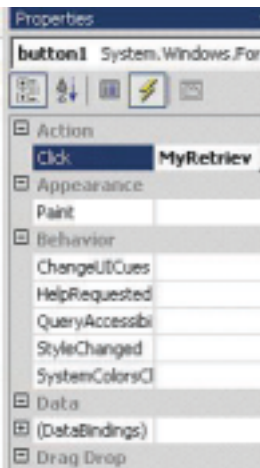 Properties
button1 System.Windows.For
Action
Click MyRetriev
Appearance
Paint
Behavior
ChangeUICues
HelpRequested
QueryAccessibi
StyleChanged
SystemColorsCl
Data
(DataBindings)
Drag Drop